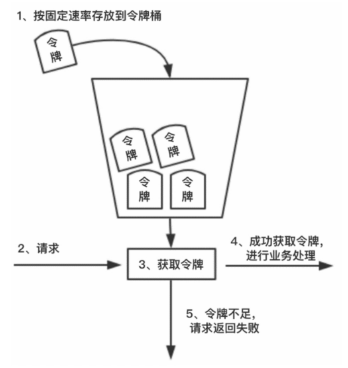 1、按固定速率存放到令牌桶
令
牌
令
牌
令
牌
令
牌
令
牌
2、请求
3、获取令牌
4、成功获取令牌，
进行业务处理
5、令牌不足，
请求返回失败